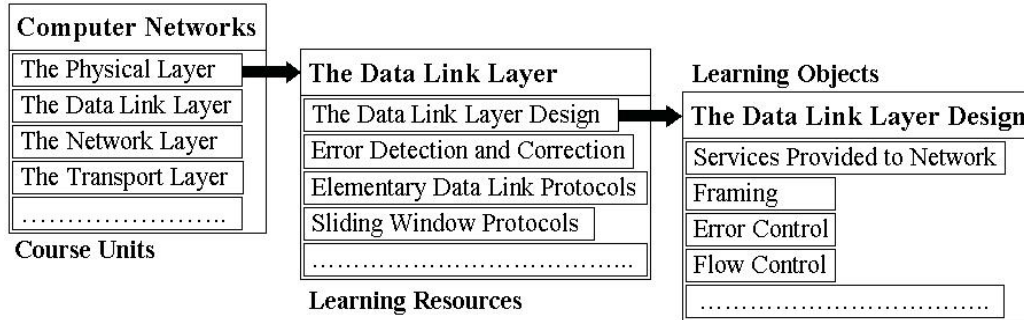 Computer Networks
The Physical Layer
The Data Link Layer
The Network Layer
The Transport Layer
…………………..
Course Units
The Data Link Layer
The Data Link Layer Design
Error Detection and Correction
Elementary Data Link Protocols
Sliding Window Protocols
………………………………...
Learning Resources
Learning Objects
The Data Link Layer Design
Services Provided to Network
Framing
Error Control
Flow Control
…………………………….